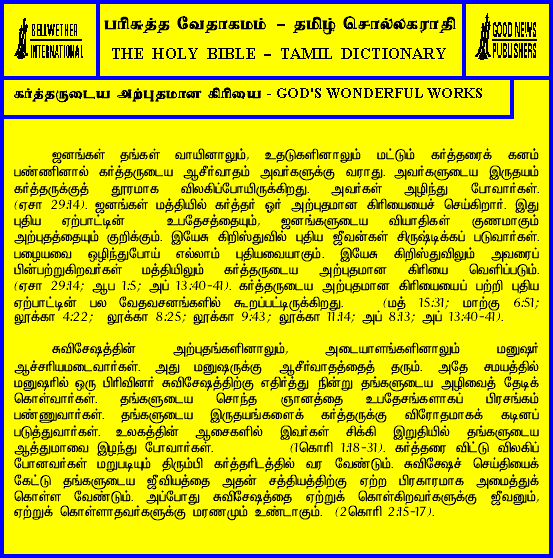 BELLWETHER
INTERNATIONAL
பரிசுத்த வேதாகமம் – தமிழ் சொல்லகராதி
THE HOLY BIBLE – TAMIL DICTIONARY
GOOD NEWS
PUBLISHERS
கர்த்தருடைய அற்புதமான கிரியை - GOD'S WONDERFUL WORKS
ஜனங்கள் தங்கள் வாயினாலும், உதடுகளினாலும் மட்டும் கர்த்தரைக் கனம்
பண்ணினால் கர்த்தருடைய ஆசீர்வாதம் அவர்களுக்கு வராது. அவர்களுடைய இருதயம்
கர்த்தருக்குத் தூரமாக விலகிப்போயிருக்கிறது. அவர்கள் அழிந்து போவார்கள்.
(ஏசா 29:14). ஜனங்கள் மத்தியில் கர்த்தர் ஓர் அற்புதமான கிரியையைச் செய்கிறார். இது
புதிய ஏற்பாட்டின் உபதேசத்தையும், ஜனங்களுடைய வியாதிகள் குணமாகும்
அற்புதத்தையும் குறிக்கும். இயேசு கிறிஸ்துவில் புதிய ஜீவன்கள் சிருஷ்டிக்கப் படுவார்கள்.
பழையவை ஒழிந்துபோய் எல்லாம் புதியவையாகும். இயேசு கிறிஸ்துவிலும் அவரைப்
பின்பற்றுகிறவர்கள் மத்தியிலும் கர்த்தருடைய அற்புதமான கிரியை வெளிப்படும்.
(ஏசா 29:14; ஆப 1:5; அப் 13:40-41). கர்த்தருடைய அற்புதமான கிரியையைப் பற்றி புதிய
ஏற்பாட்டின் பல வேதவசனங்களில் கூறப்பட்டிருக்கிறது. (மத் 15:31; மாற்கு 6:51;
லூக்கா 4:22; லூக்கா 8:25; லூக்கா 9:43; லூக்கா 11:14; அப் 8:13; அப் 13:40-41).
சுவிசேஷத்தின் அற்புதங்களினாலும், அடையாளங்களினாலும் மனுஷர்
ஆச்சரியமடைவார்கள். அது மனுஷருக்கு ஆசீர்வாதத்தைத் தரும். அதே சமயத்தில்
மனுஷரில் ஒரு பிரிவினர் சுவிசேஷத்திற்கு எதிர்த்து நின்று தங்களுடைய அழிவைத் தேடிக்
கொள்வார்கள். தங்களுடைய சொந்த ஞானத்தை உபதேசங்களாகப் பிரசங்கம்
பண்ணுவார்கள். தங்களுடைய இருதயங்களைக் கர்த்தருக்கு விரோதமாகக் கடினப்
படுத்துவார்கள். உலகத்தின் ஆசைகளில் இவர்கள் சிக்கி இறுதியில் தங்களுடைய
ஆத்துமாவை இழந்து போவார்கள். (1கொரி 1:18-31). கர்த்தரை விட்டு விலகிப்
போனவர்கள் மறுபடியும் திரும்பி கர்த்தரிடத்தில் வர வேண்டும். சுவிசேஷச் செய்தியைக்
கேட்டு தங்களுடைய ஜீவியத்தை அதன் சத்தியத்திற்கு ஏற்ற பிரகாரமாக அமைத்துக்
கொள்ள வேண்டும். அப்போது சுவிசேஷத்தை ஏற்றுக் கொள்கிறவர்களுக்கு ஜீவனும்,
ஏற்றுக் கொள்ளாதவர்களுக்கு மரணமும் உண்டாகும். (2கொரி 2:15-17).